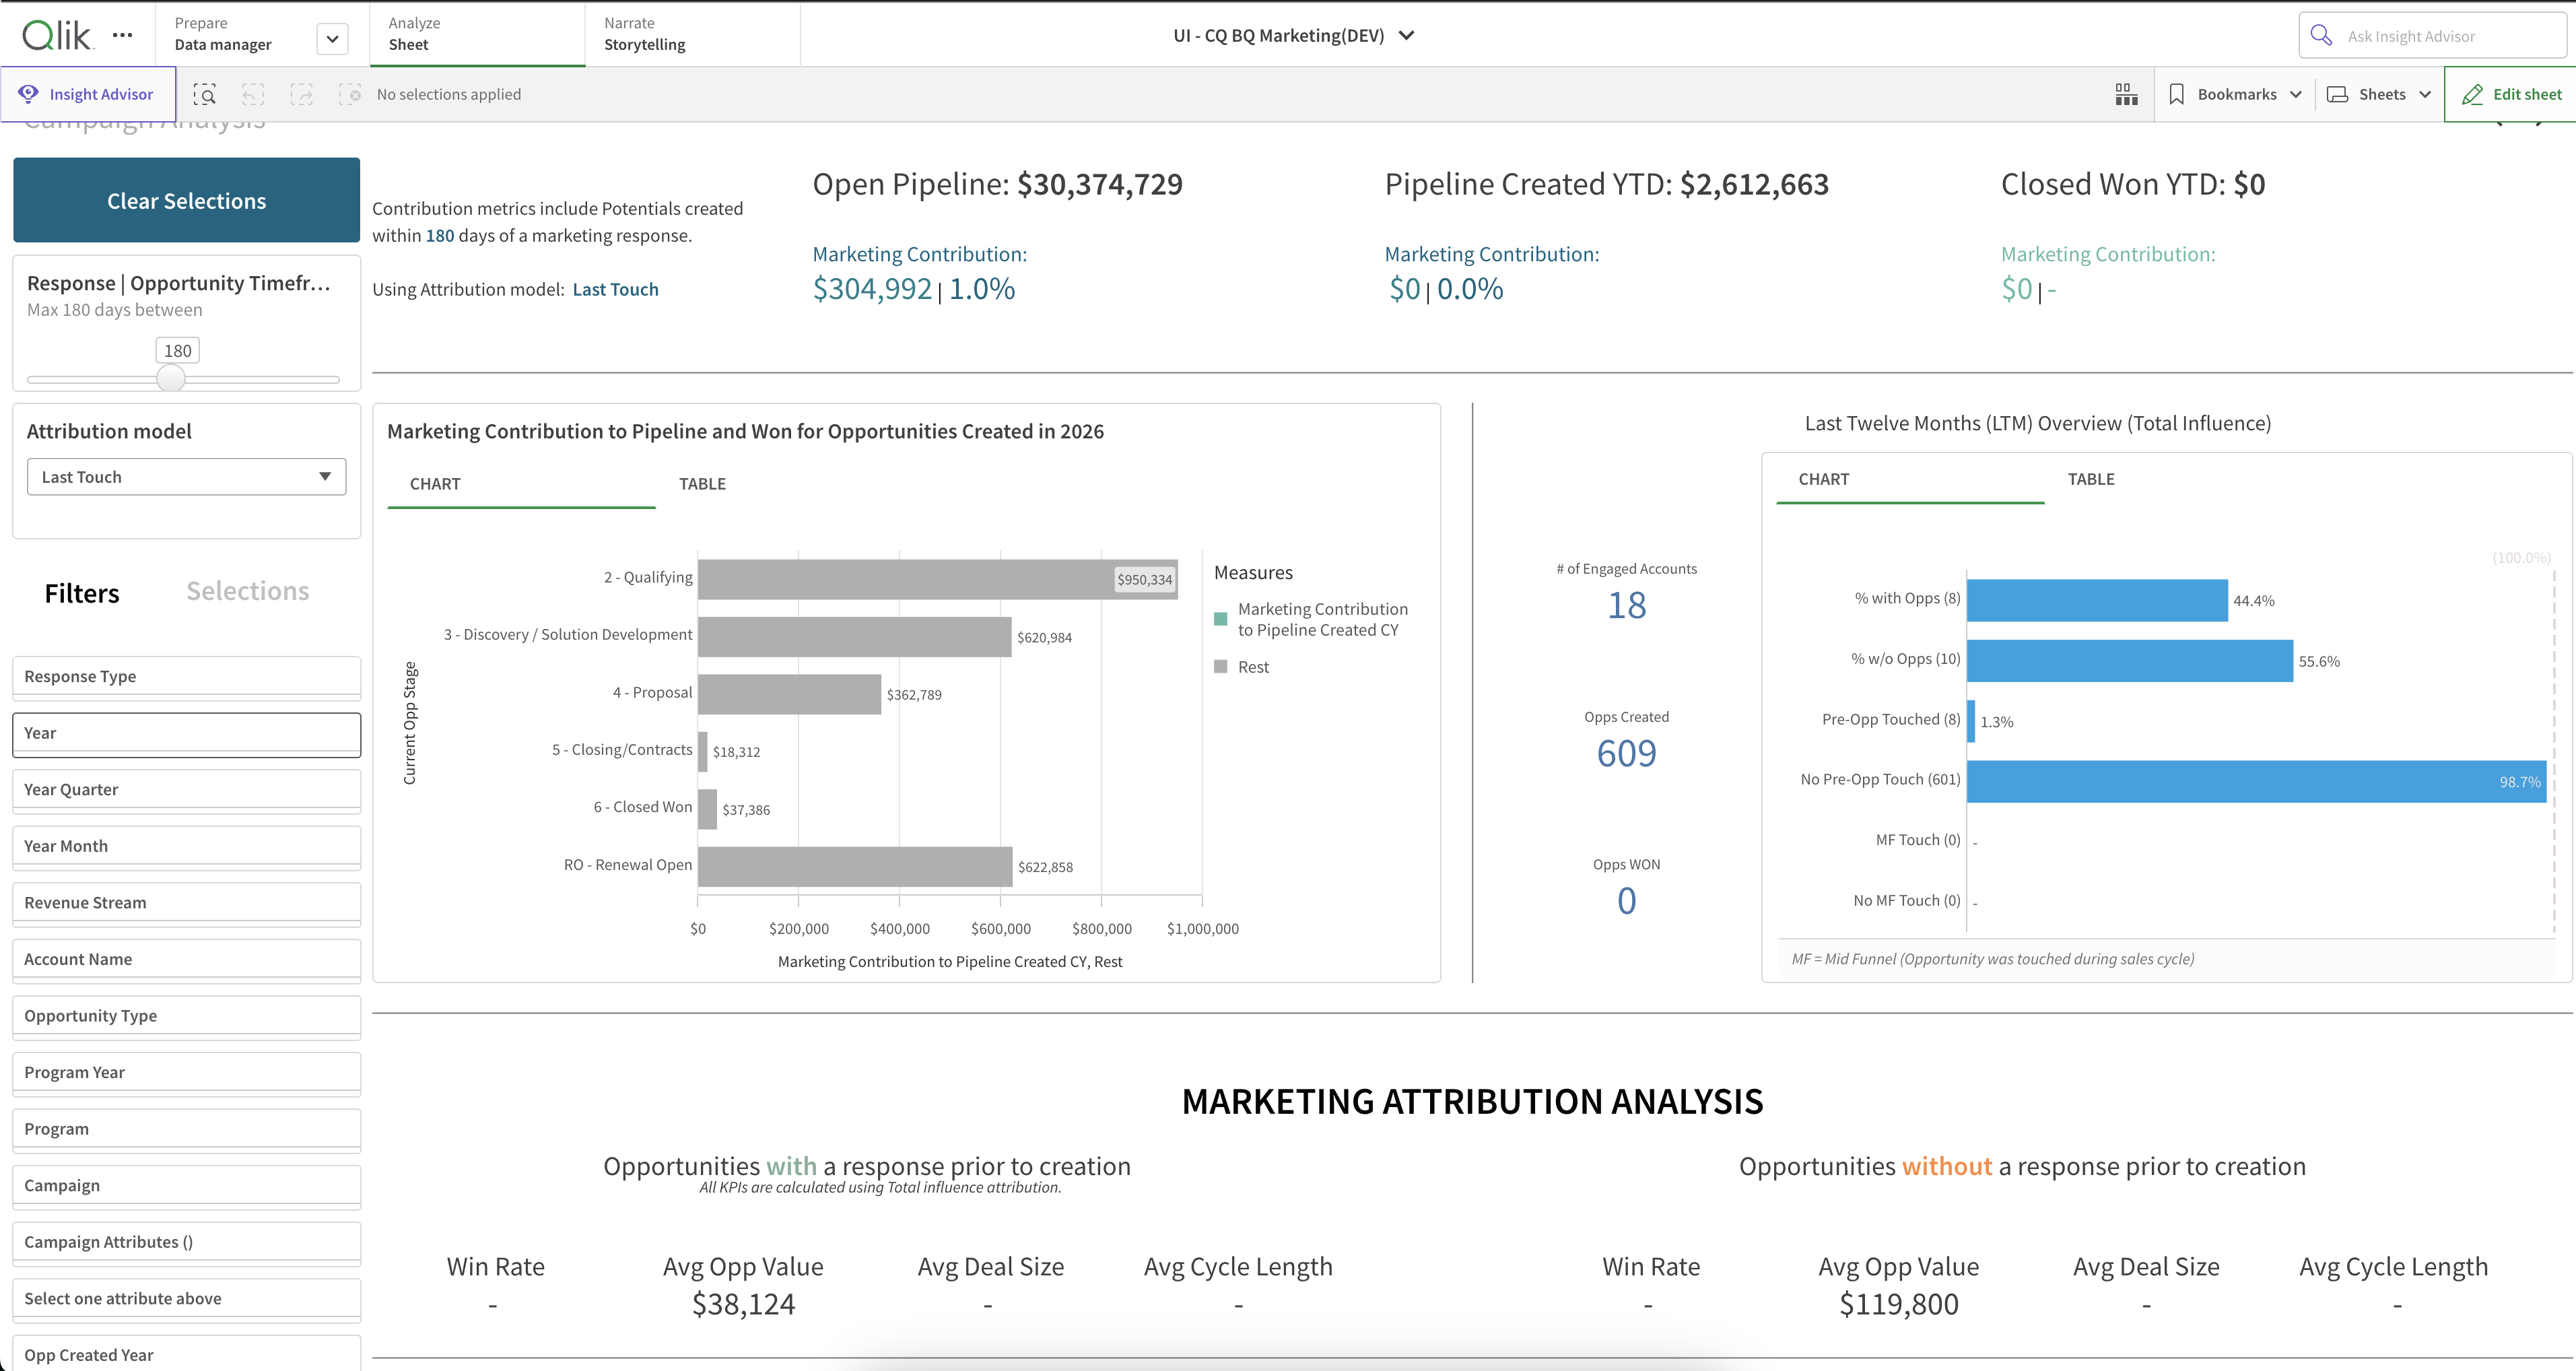 Qlik
Prepare
Data manager
Analyze
Sheet
Narrate
Storytelling
UI - CQ BQ Marketing(DEV)
Ask Insight Advisor
Insight Advisor
No selections applied
Bookmarks
Sheets
Edit sheet
Campaign Analysis
Clear Selections
Contribution metrics include Potentials created
within 180 days of a marketing response.
Using Attribution model: Last Touch
Open Pipeline: $30,374,729
Marketing Contribution:
$304,992 | 1.0%
Pipeline Created YTD: $2,612,663
Marketing Contribution:
$0 | 0.0%
Closed Won YTD: $0
Marketing Contribution:
$0 | -
Response | Opportunity Timefr...
Max 180 days between
180
Attribution model
Last Touch
Filters
Selections
Response Type
Year
Year Quarter
Year Month
Revenue Stream
Account Name
Opportunity Type
Program Year
Program
Campaign
Campaign Attributes ()
Select one attribute above
Opp Created Year
Marketing Contribution to Pipeline and Won for Opportunities Created in 2026
CHART
TABLE
Current Opp Stage
2 - Qualifying
$950,334
3 - Discovery / Solution Development
$620,984
4 - Proposal
$362,789
5 - Closing/Contracts
$18,312
6 - Closed Won
$37,386
RO - Renewal Open
$622,858
$0
$200,000
$400,000
$600,000
$800,000
$1,000,000
Marketing Contribution to Pipeline Created CY, Rest
Measures
Marketing Contribution
to Pipeline Created CY
Rest
# of Engaged Accounts
18
Opps Created
609
Opps WON
0
Last Twelve Months (LTM) Overview (Total Influence)
CHART
TABLE
(100.0%)
% with Opps (8)
44.4%
% w/o Opps (10)
55.6%
Pre-Opp Touched (8)
1.3%
No Pre-Opp Touch (601)
98.7%
MF Touch (0)
-
No MF Touch (0)
-
MF = Mid Funnel (Opportunity was touched during sales cycle)
MARKETING ATTRIBUTION ANALYSIS
Opportunities with a response prior to creation
All KPIs are calculated using Total influence attribution.
Opportunities without a response prior to creation
Win Rate
-
Avg Opp Value
$38,124
Avg Deal Size
-
Avg Cycle Length
-
Win Rate
-
Avg Opp Value
$119,800
Avg Deal Size
-
Avg Cycle Length
-